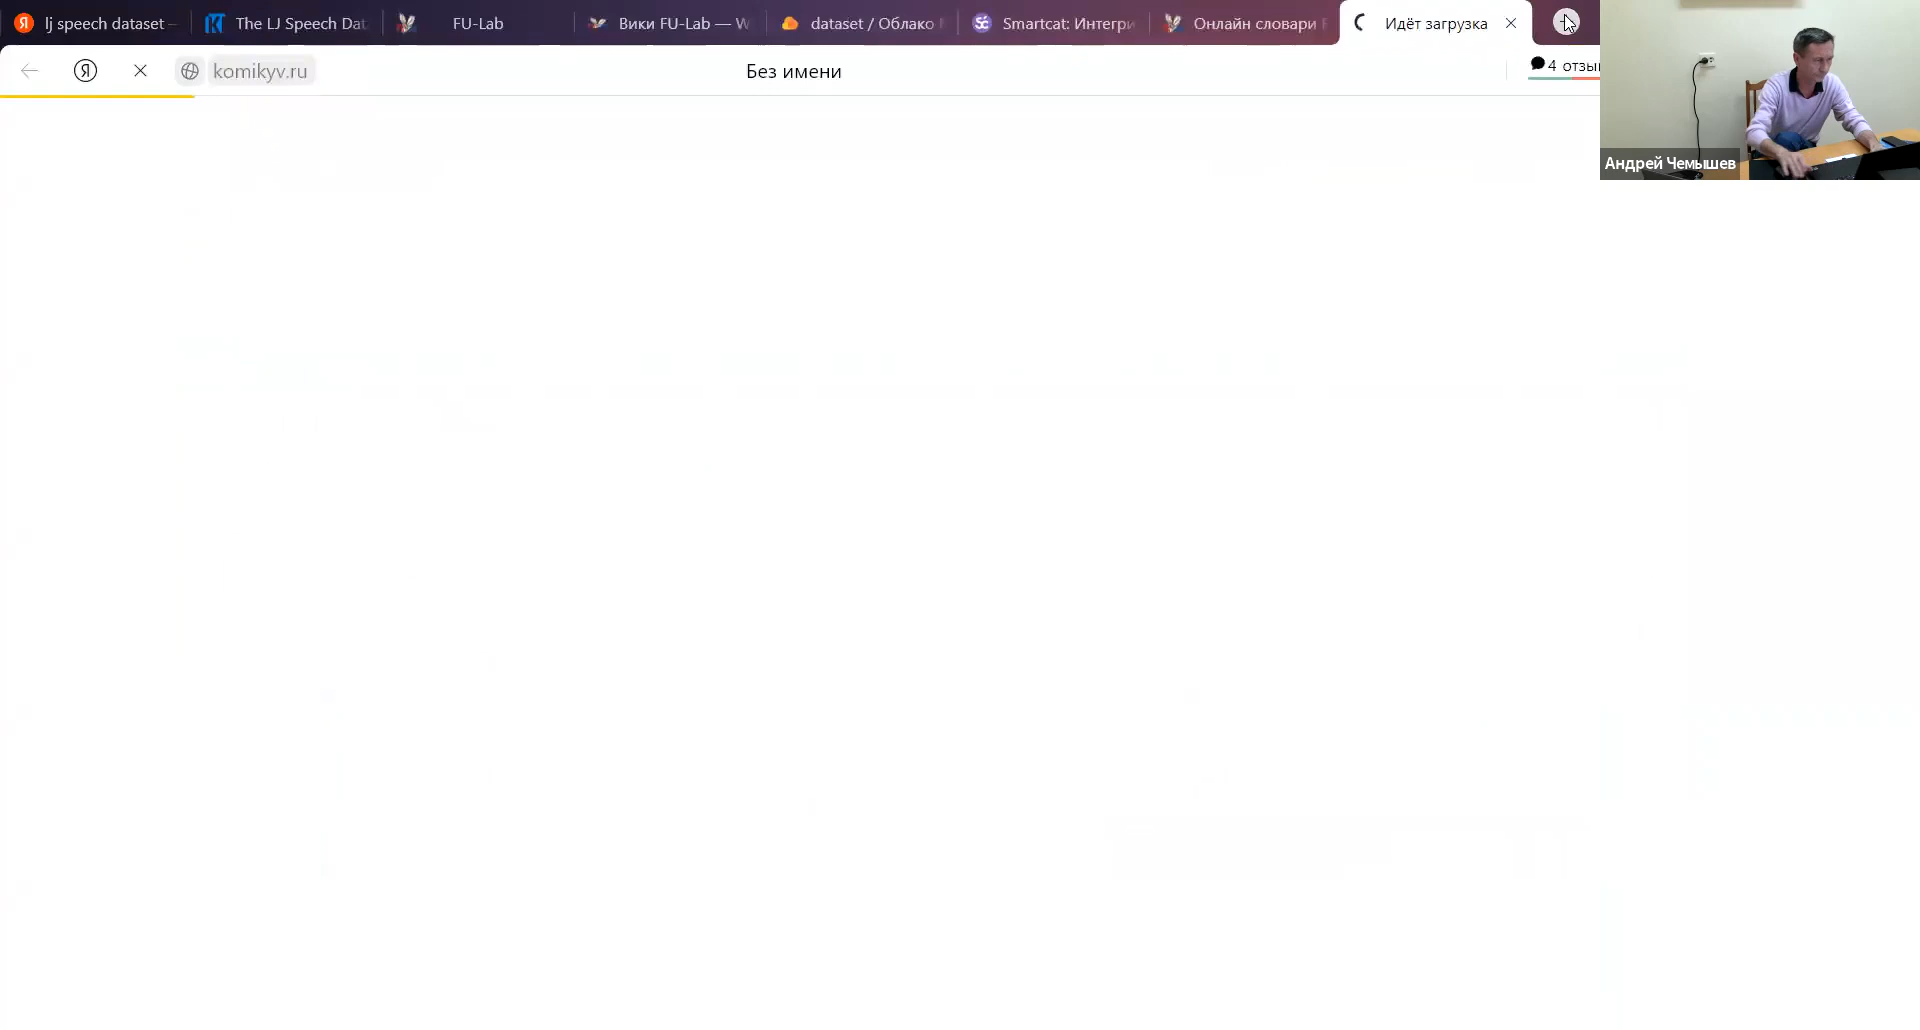 lj speech dataset —
The LJ Speech Dat
FU-Lab
Вики FU-Lab — W
dataset / Облако
Smartcat: Интегри
Онлайн словари
Идёт загрузка
komikyv.ru
Без имени
4 отзы
Андрей Чемышев